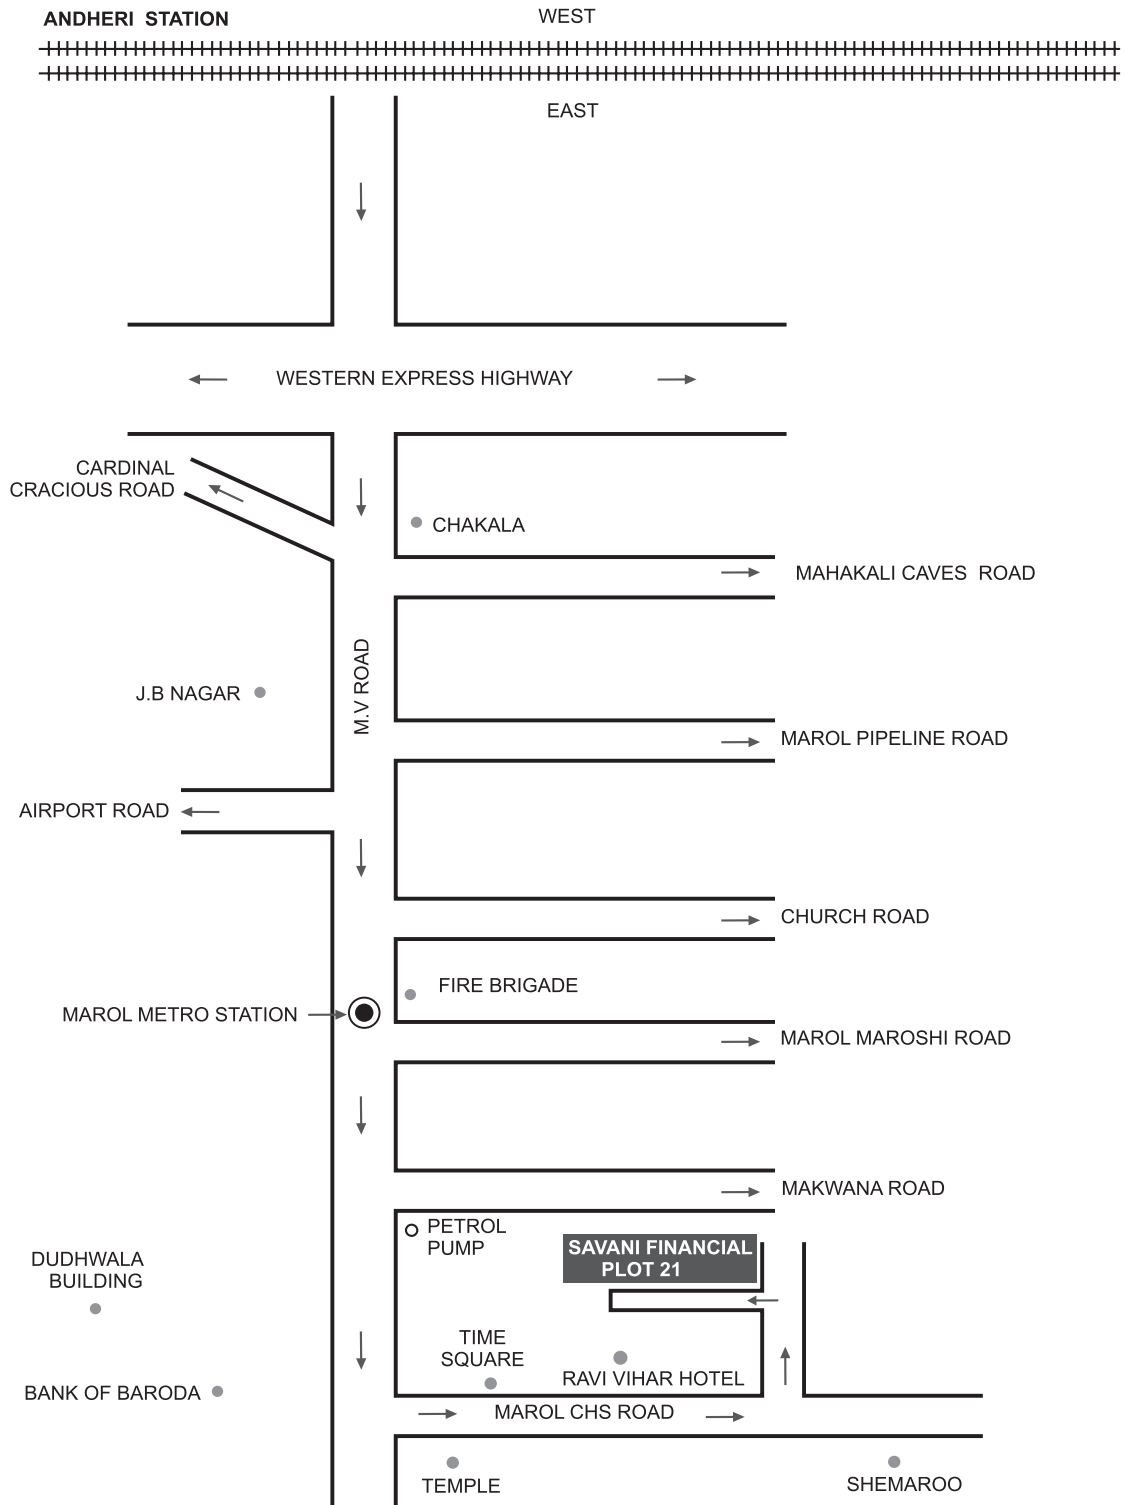 ANDHERI STATION
WEST
EAST
WESTERN EXPRESS HIGHWAY
CARDINAL
CRACIOUS ROAD
CHAKALA
MAHAKALI CAVES ROAD
M.V ROAD
J.B NAGAR
MAROL PIPELINE ROAD
AIRPORT ROAD
CHURCH ROAD
FIRE BRIGADE
MAROL METRO STATION
MAROL MAROSHI ROAD
MAKWANA ROAD
PETROL
PUMP
SAVANI FINANCIAL
PLOT 21
DUDHWALA
BUILDING
TIME
SQUARE
RAVI VIHAR HOTEL
BANK OF BARODA
MAROL CHS ROAD
TEMPLE
SHEMAROO